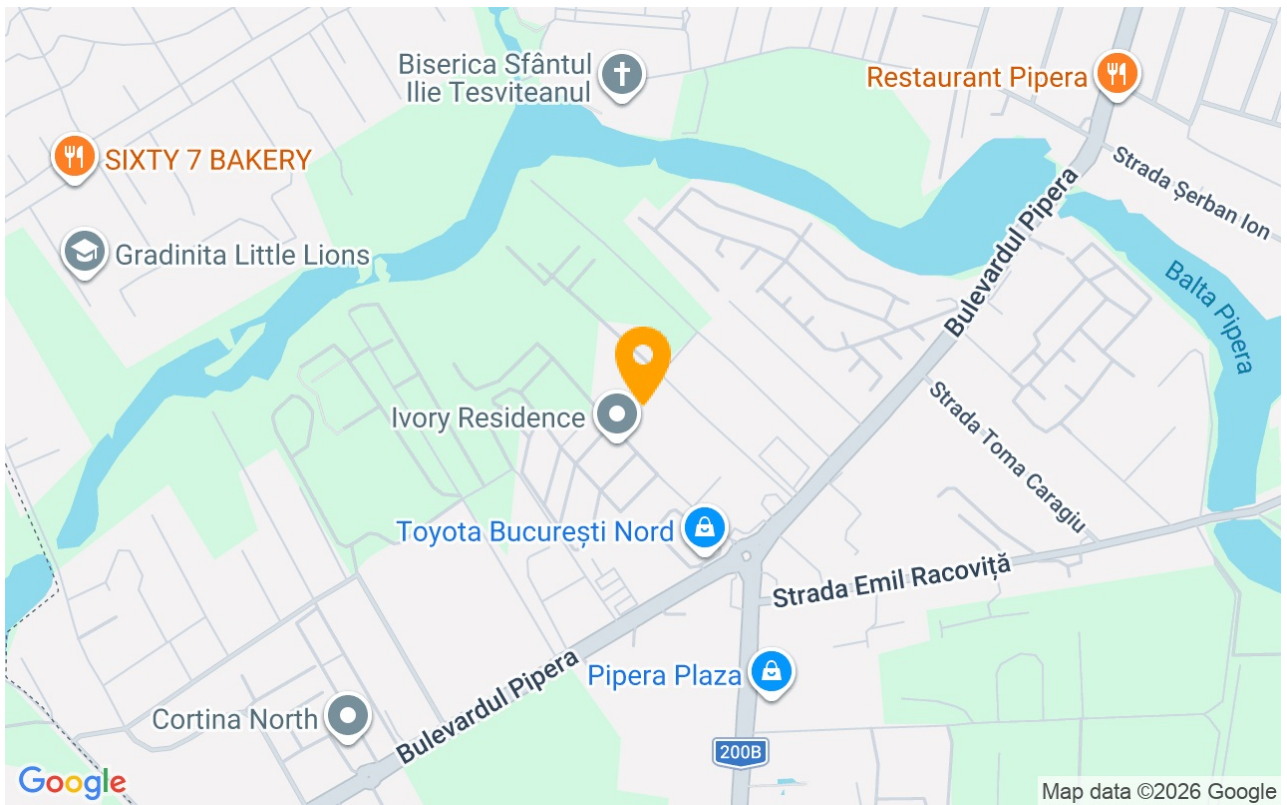 Biserica Sfântul
Ilie Tesviteanul
Restaurant Pipera
SIXTY 7 BAKERY
Strada Șerban Ion
Gradinita Little Lions
Bulevardul Pipera
Balta Pipera
Ivory Residence
Strada Toma Caragiu
Toyota București Nord
Strada Emil Racoviță
Bulevardul Pipera
Pipera Plaza
Cortina North
200B
Google
Map data ©2026 Google